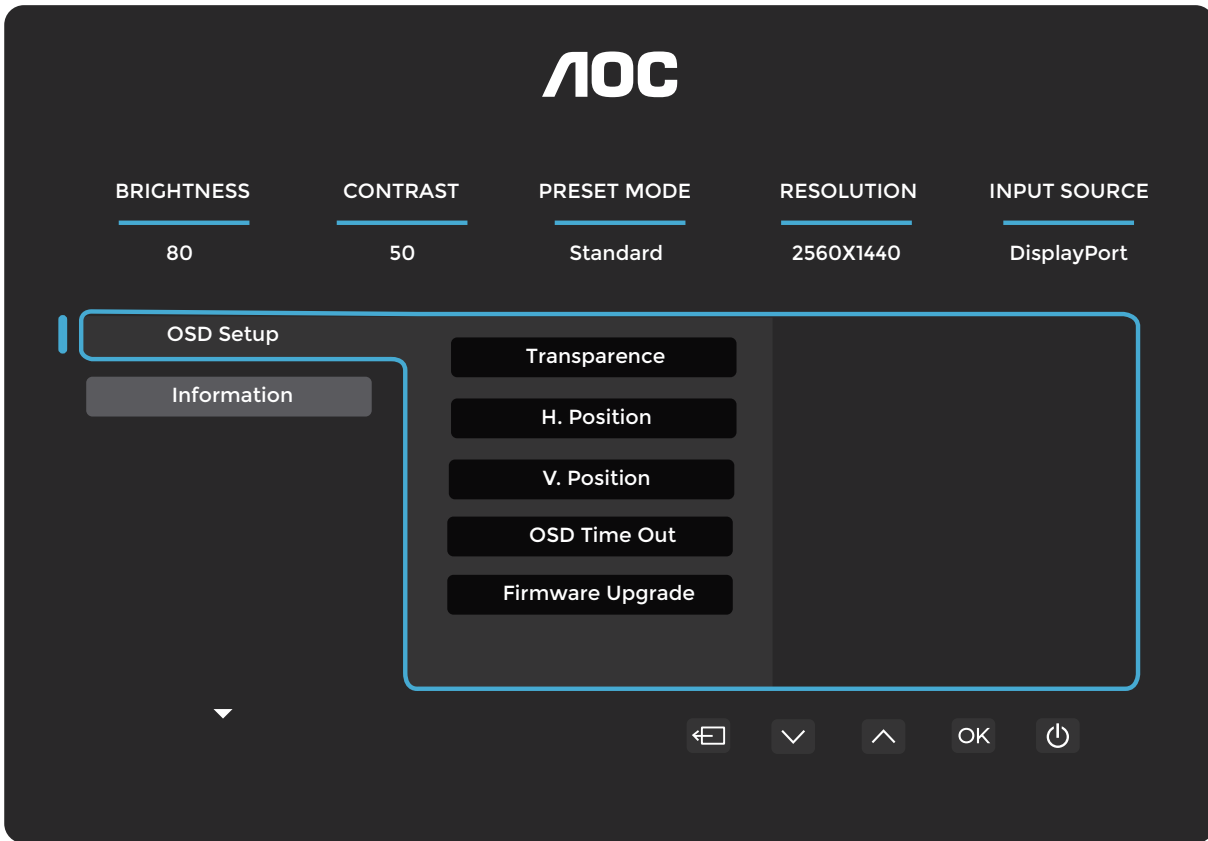 AOC
BRIGHTNESS CONTRAST PRESET MODE RESOLUTION INPUT SOURCE
80 50 Standard 2560X1440 DisplayPort
OSD Setup
Information
Transparence
H. Position
V. Position
OSD Time Out
Firmware Upgrade
OK